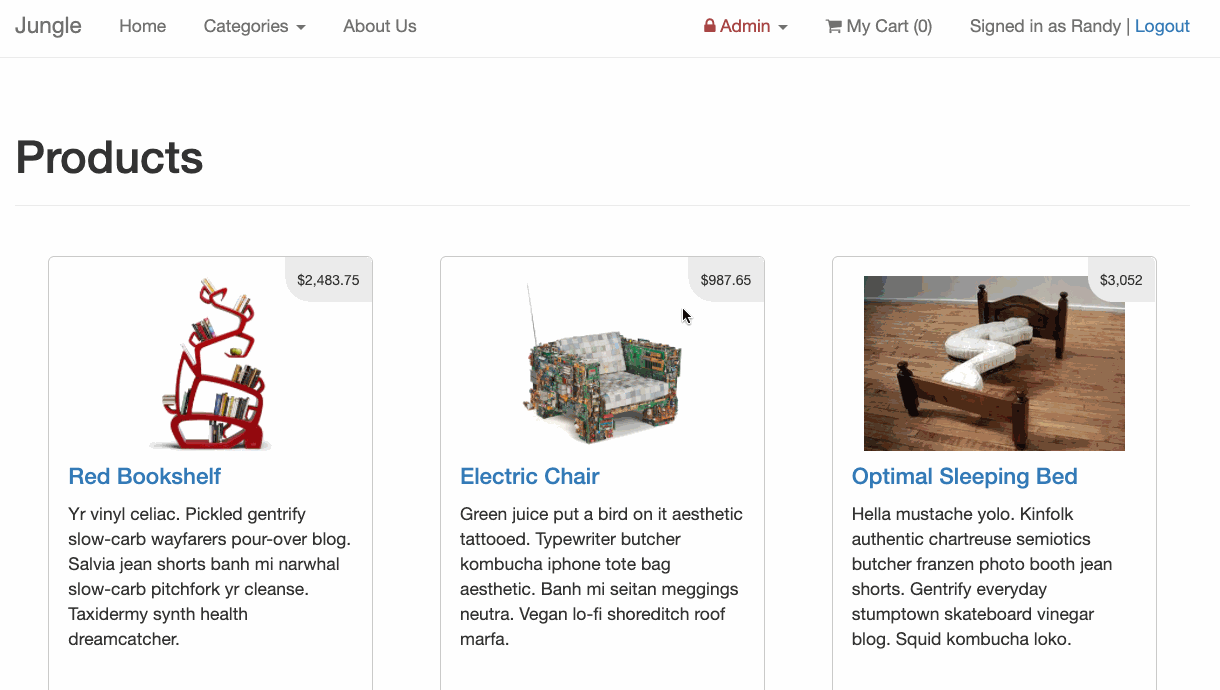 Jungle Home Categories About Us Admin My Cart (0) Signed in as Randy | Logout
Products
$2,483.75
Red Bookshelf
Yr vinyl celiac. Pickled gentrify
slow-carb wayfarers pour-over blog.
Salvia jean shorts banh mi narwhal
slow-carb pitchfork yr cleanse.
Taxidermy synth health
dreamcatcher.
$987.65
Electric Chair
Green juice put a bird on it aesthetic
tattooed. Typewriter butcher
kombucha iphone tote bag
aesthetic. Banh mi seitan meggings
neutra. Vegan lo-fi shoreditch roof
marfa.
$3,052
Optimal Sleeping Bed
Hella mustache yolo. Kinfolk
authentic chartreuse semiotics
butcher franzen photo booth jean
shorts. Gentrify everyday
stumptown skateboard vinegar
blog. Squid kombucha loko.